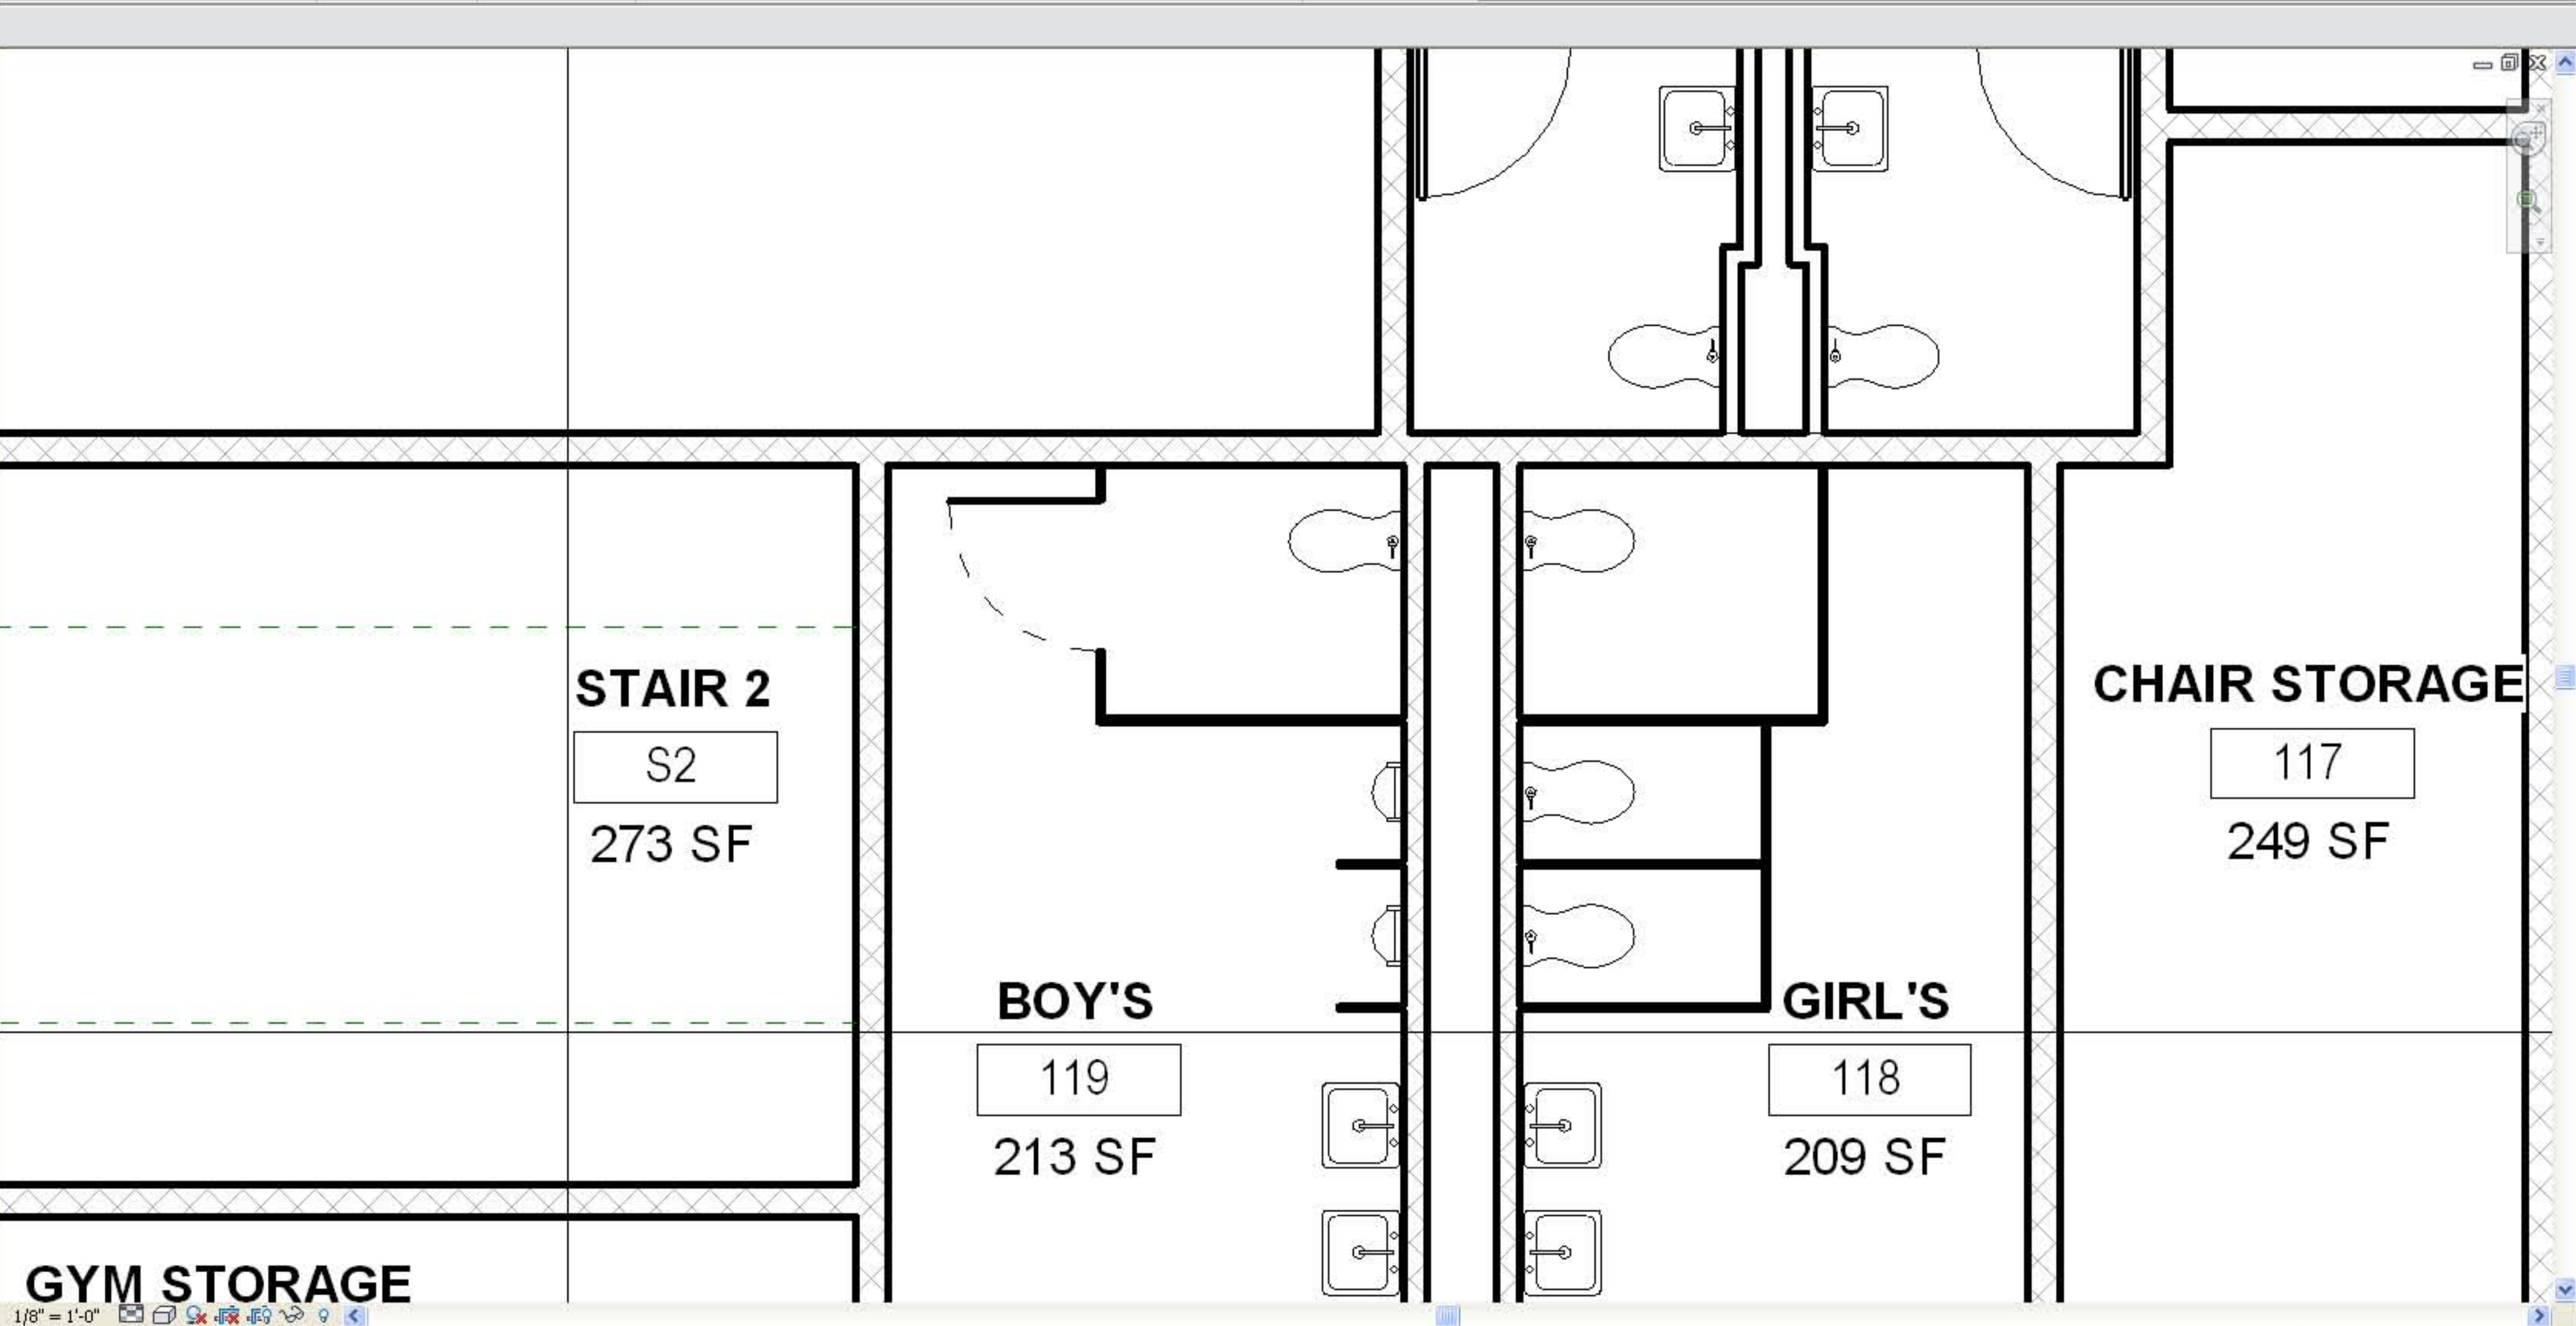 STAIR 2
S2
273 SF
CHAIR STORAGE
117
249 SF
BOY'S
119
213 SF
GIRL'S
118
209 SF
GYM STORAGE
1/8" = 1'-0"